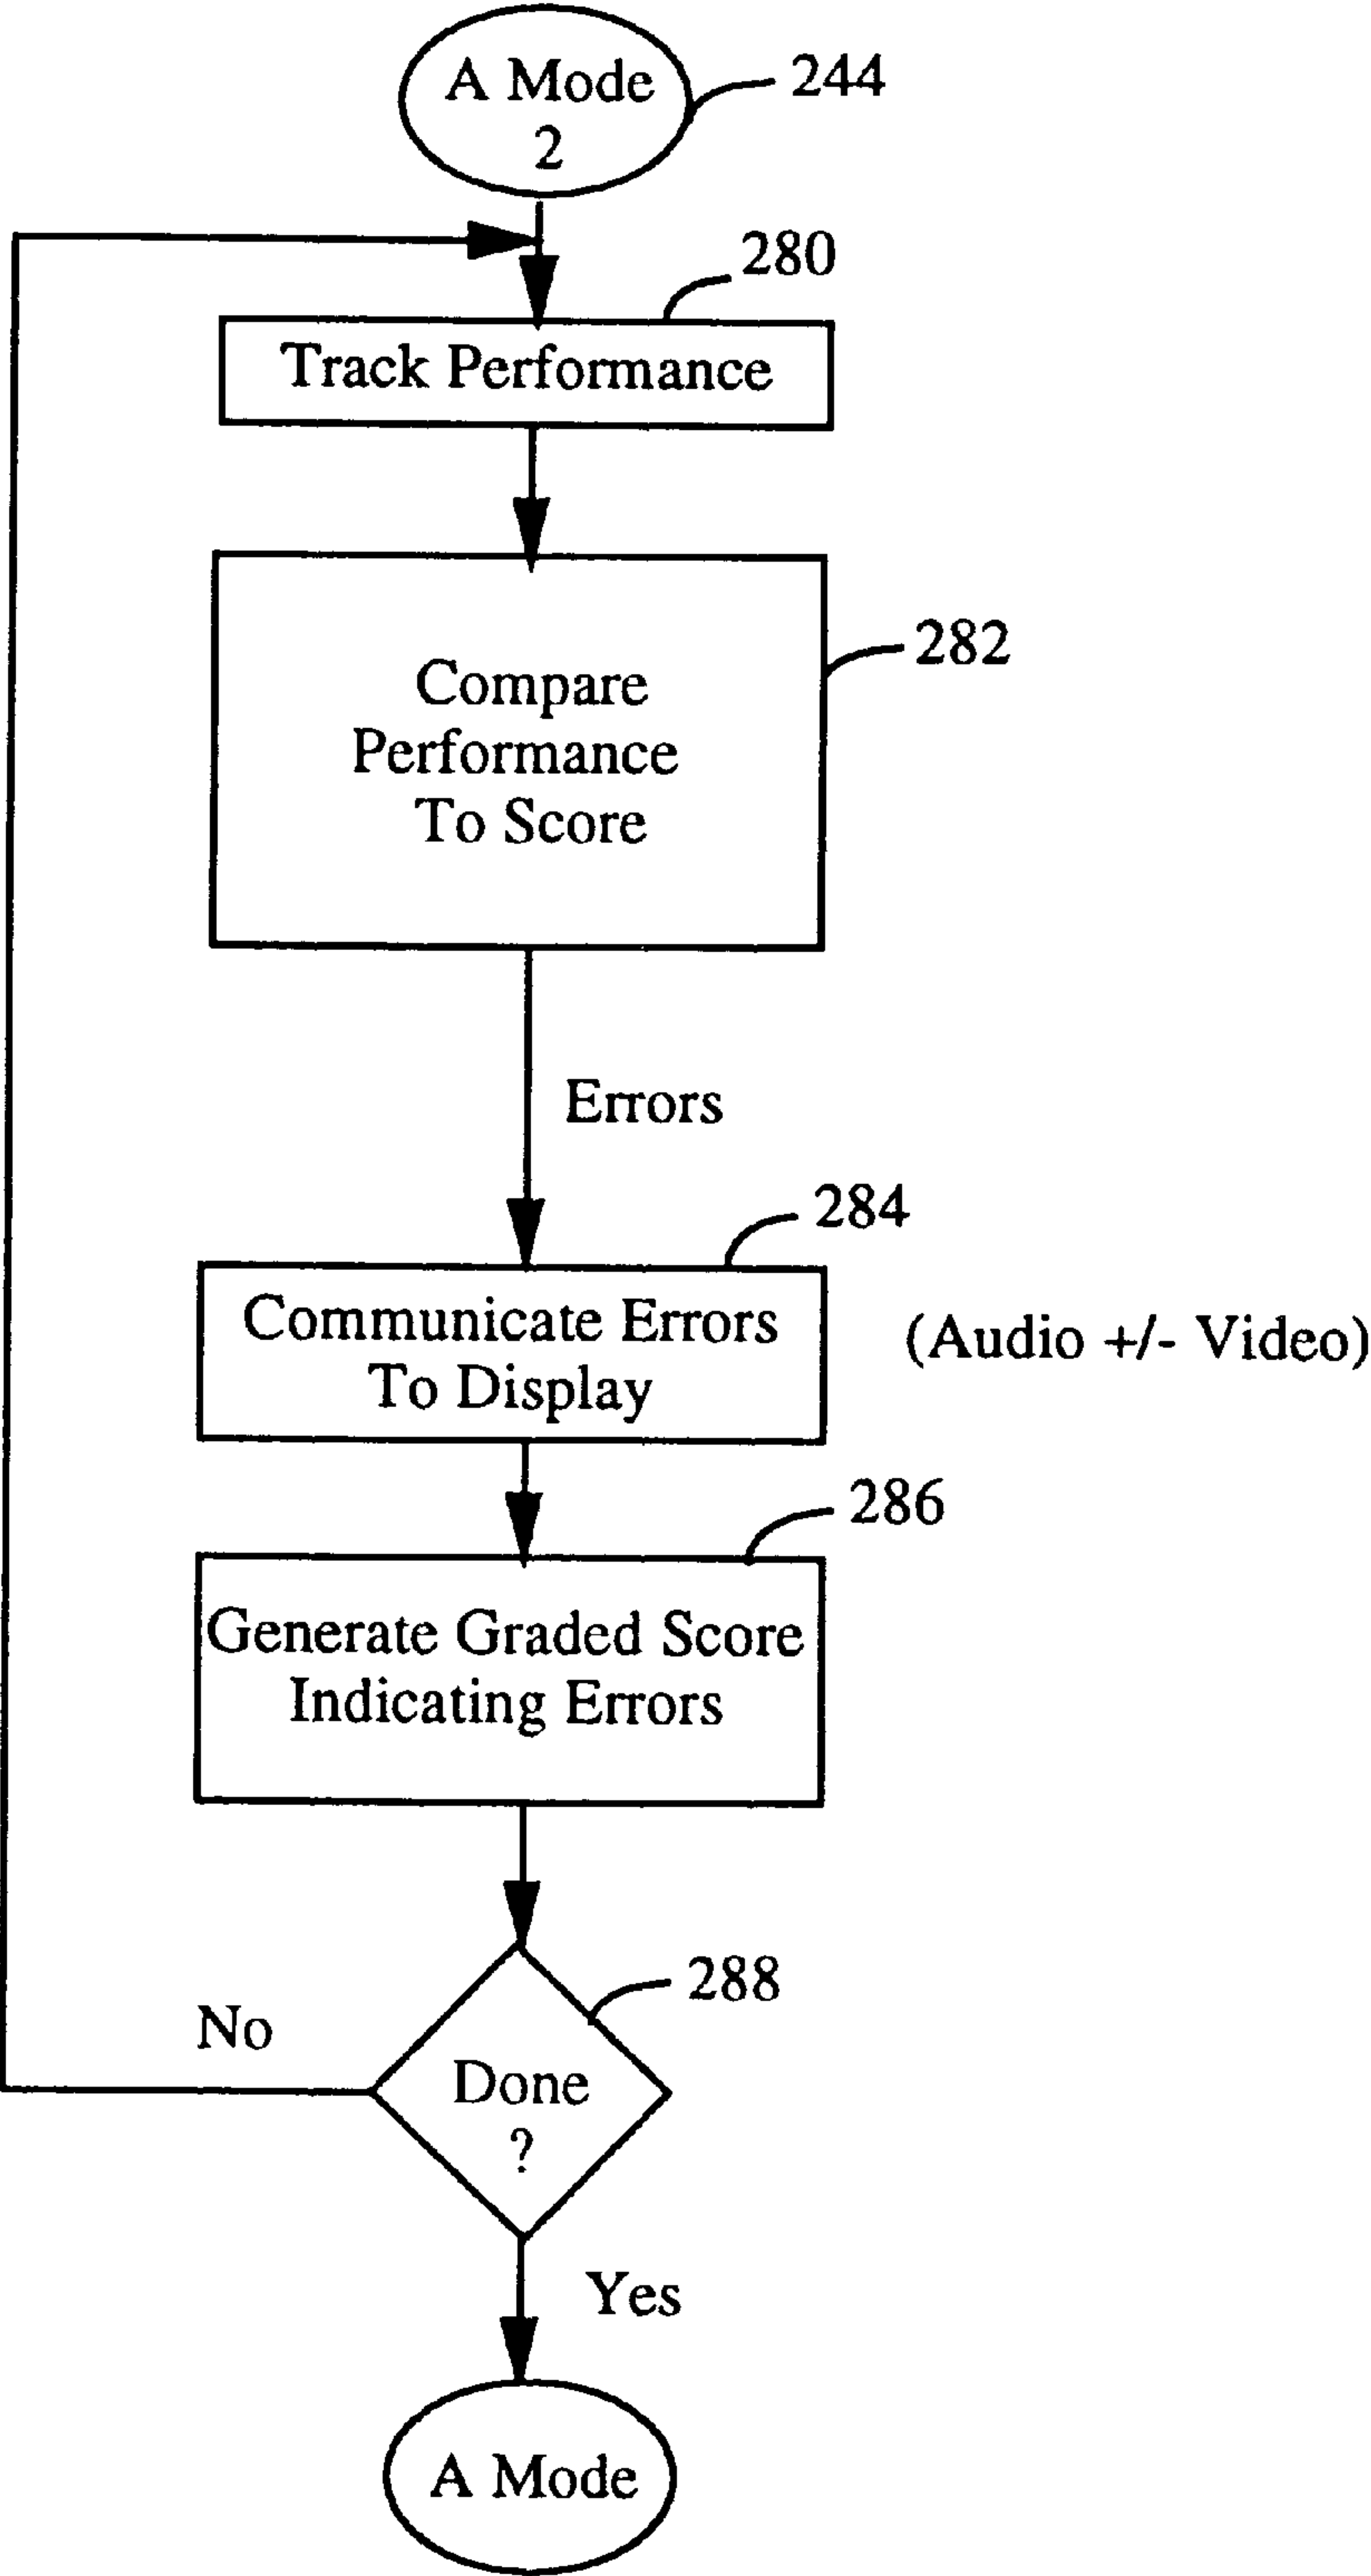 A Mode
2
244
280
Track Performance
282
Compare
Performance
To Score
Errors
284
Communicate Errors
To Display
(Audio +/- Video)
286
Generate Graded Score
Indicating Errors
288
No
Done
?
Yes
A Mode